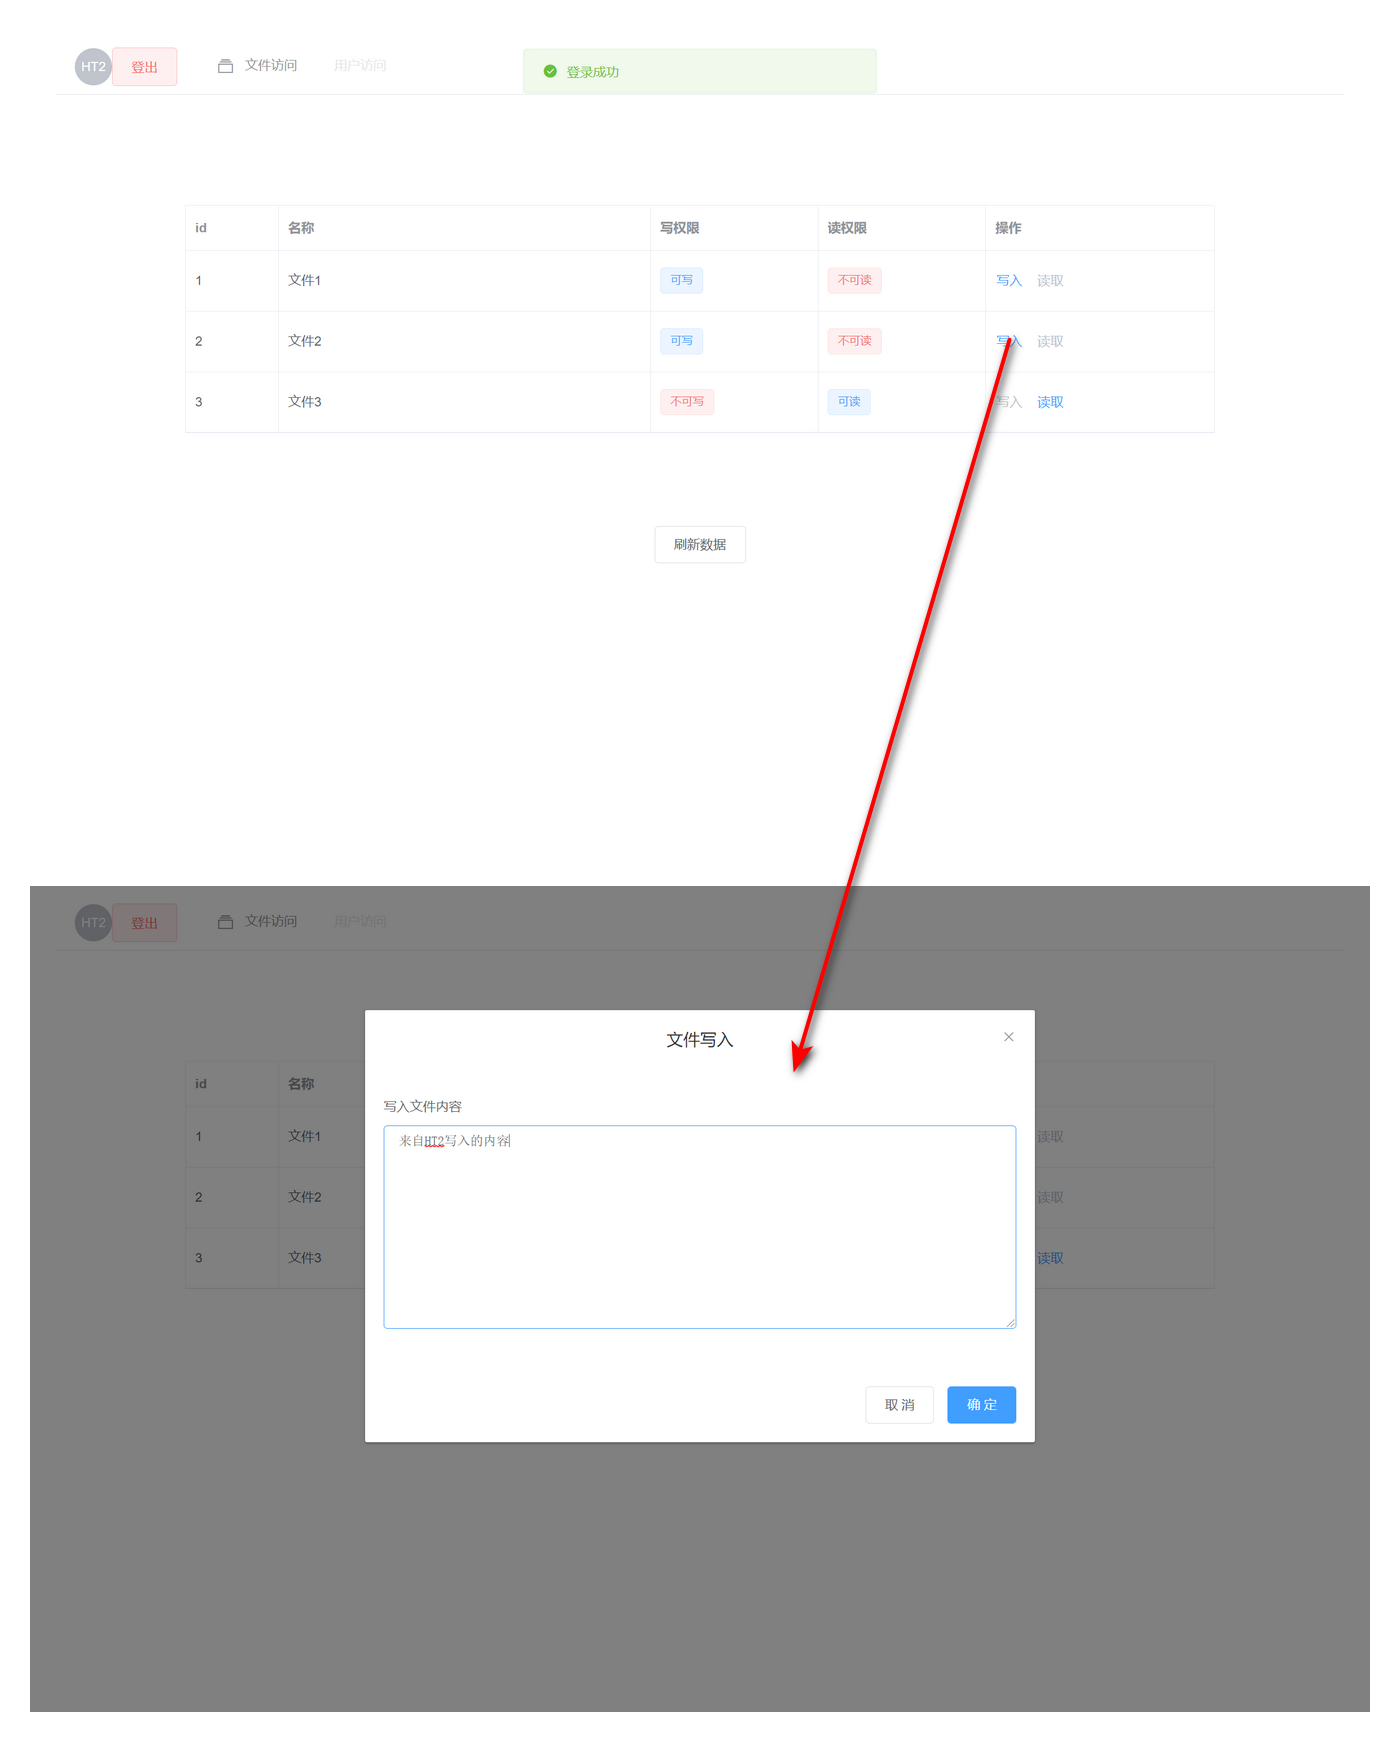 HT2 登出 文件访问 用户访问 登录成功
id 名称 写权限 读权限 操作
1 文件1 可写 不可读 写入 读取
2 文件2 可写 不可读 写入 读取
3 文件3 不可写 可读 写入 读取
刷新数据
HT2 登出 文件访问 用户访问
文件写入
id 名称
写入文件内容
1 文件1 读取
来自HT2写入的内容
2 文件2 读取
3 文件3 读取
取消 确定